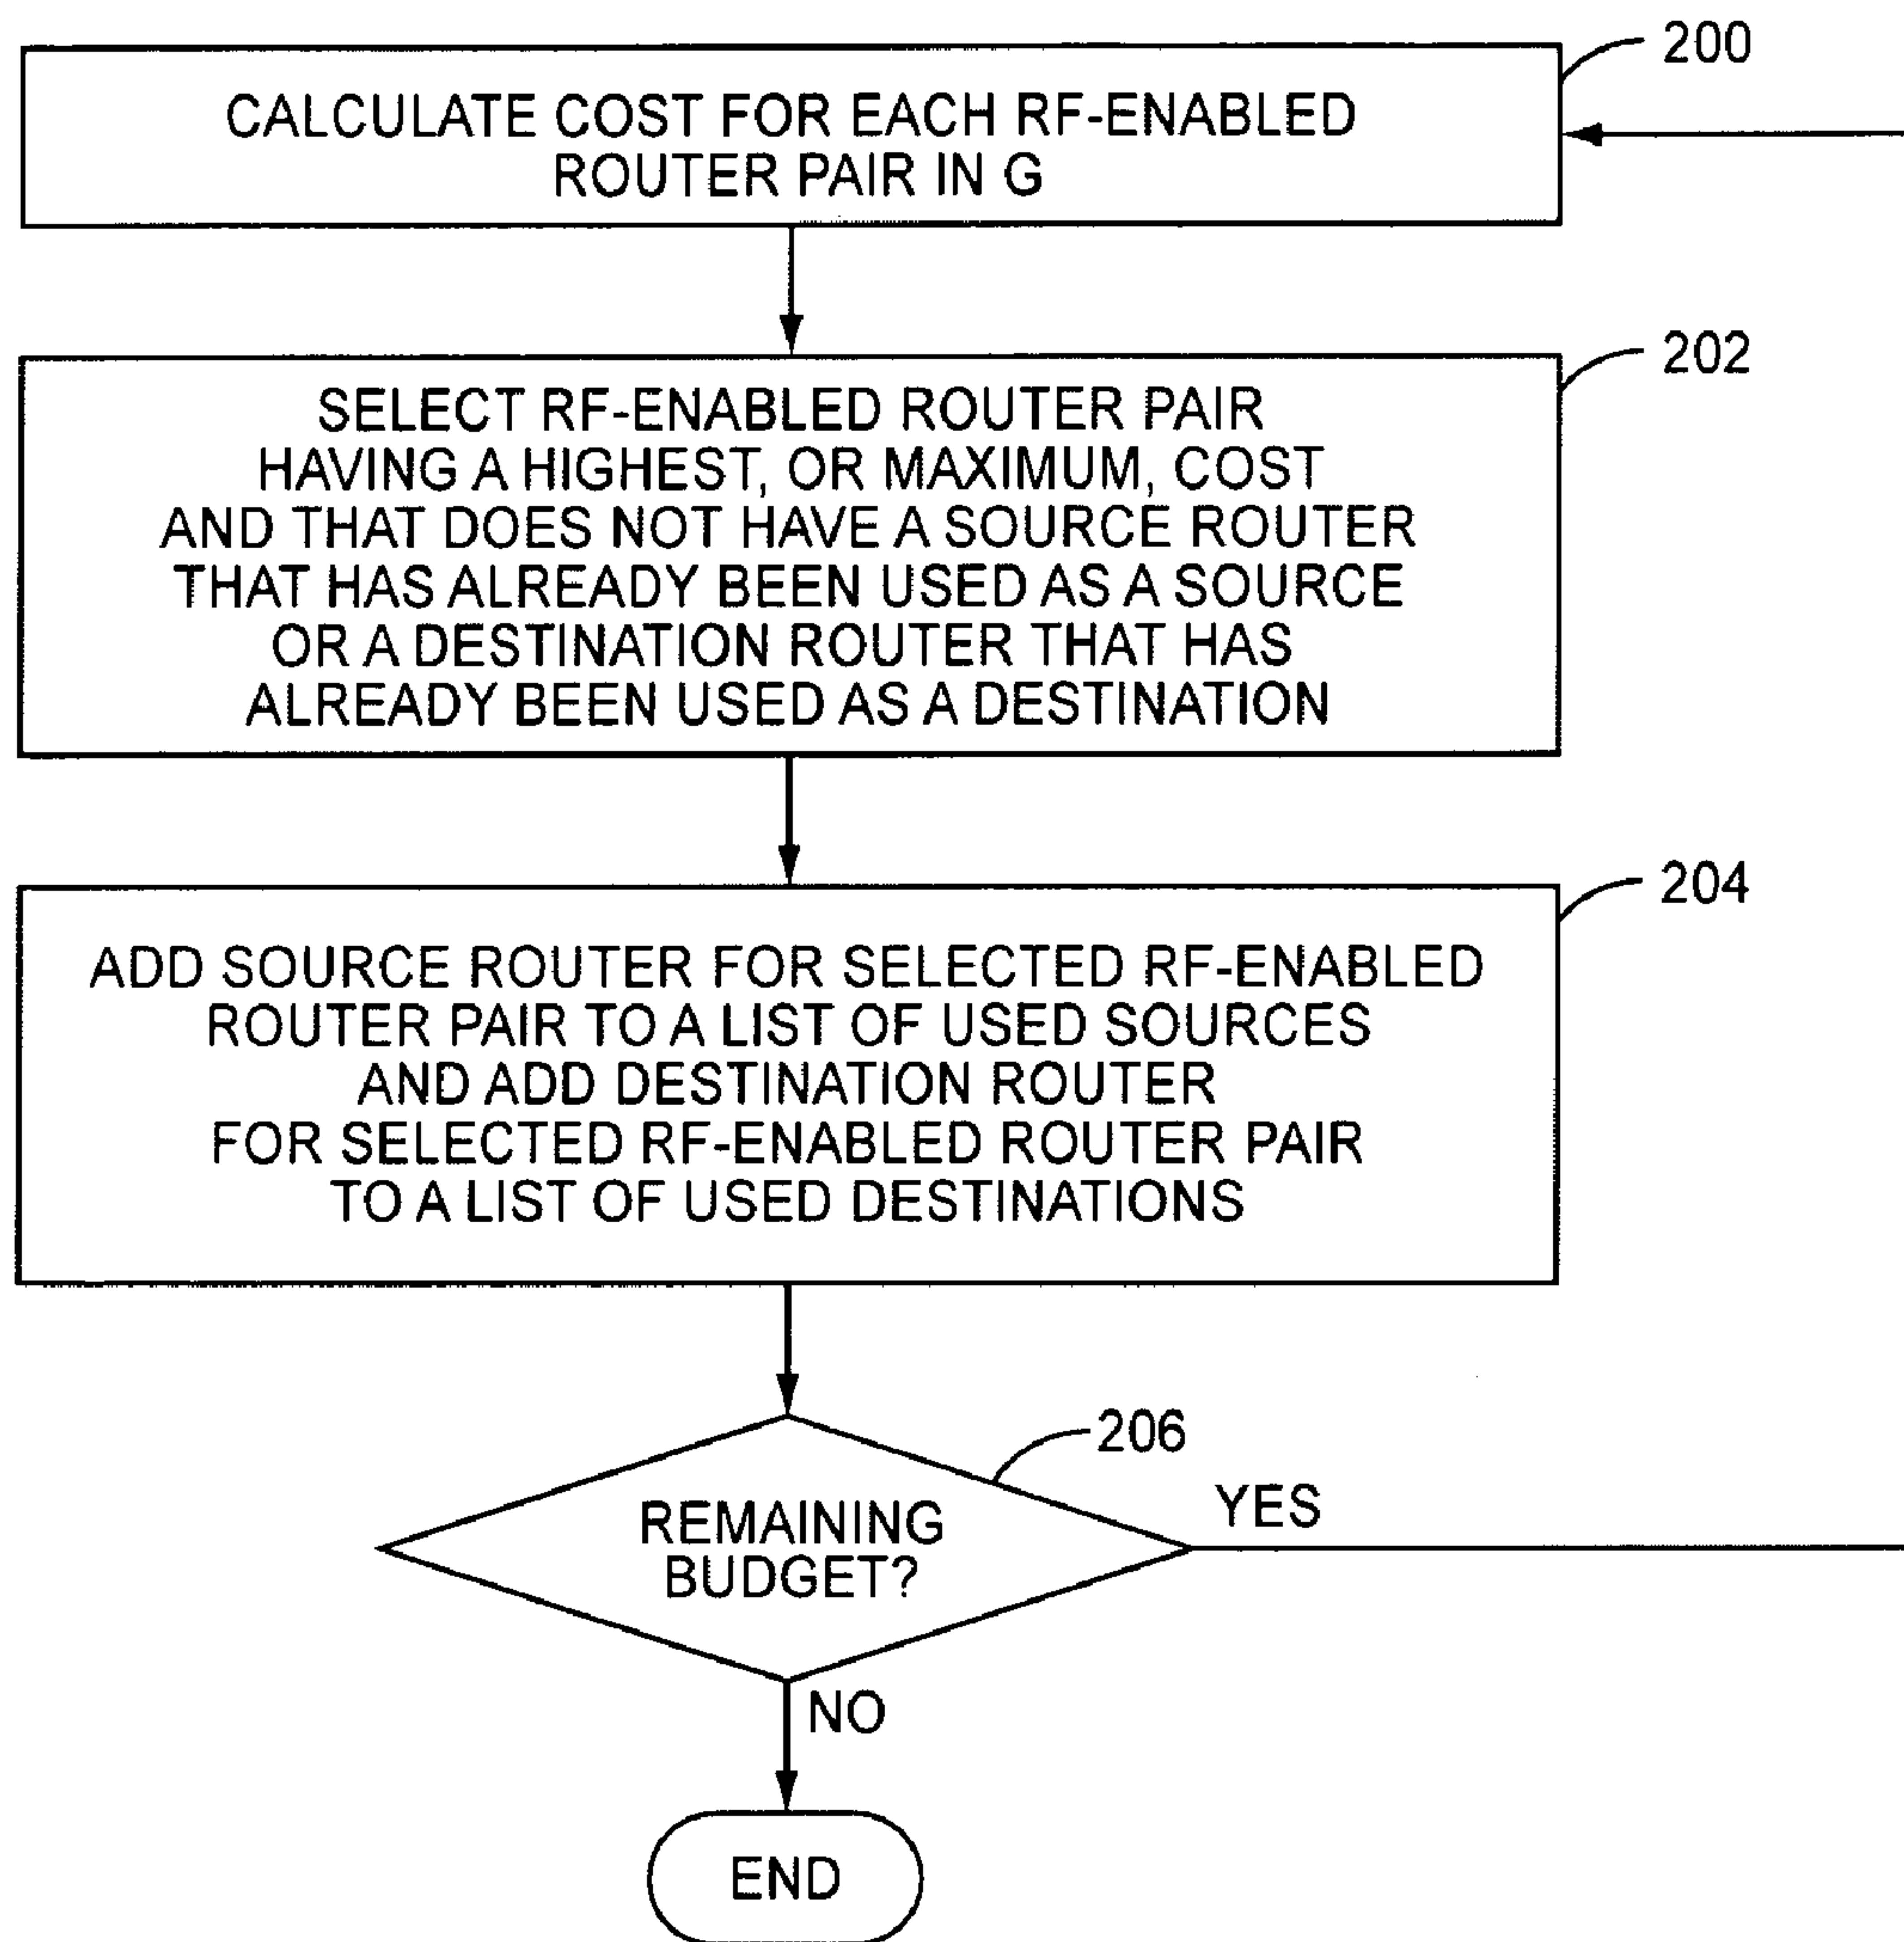 200
CALCULATE COST FOR EACH RF-ENABLED
ROUTER PAIR IN G
202
SELECT RF-ENABLED ROUTER PAIR
HAVING A HIGHEST, OR MAXIMUM, COST
AND THAT DOES NOT HAVE A SOURCE ROUTER
THAT HAS ALREADY BEEN USED AS A SOURCE
OR A DESTINATION ROUTER THAT HAS
ALREADY BEEN USED AS A DESTINATION
204
ADD SOURCE ROUTER FOR SELECTED RF-ENABLED
ROUTER PAIR TO A LIST OF USED SOURCES
AND ADD DESTINATION ROUTER
FOR SELECTED RF-ENABLED ROUTER PAIR
TO A LIST OF USED DESTINATIONS
206
REMAINING
BUDGET?
YES
NO
END